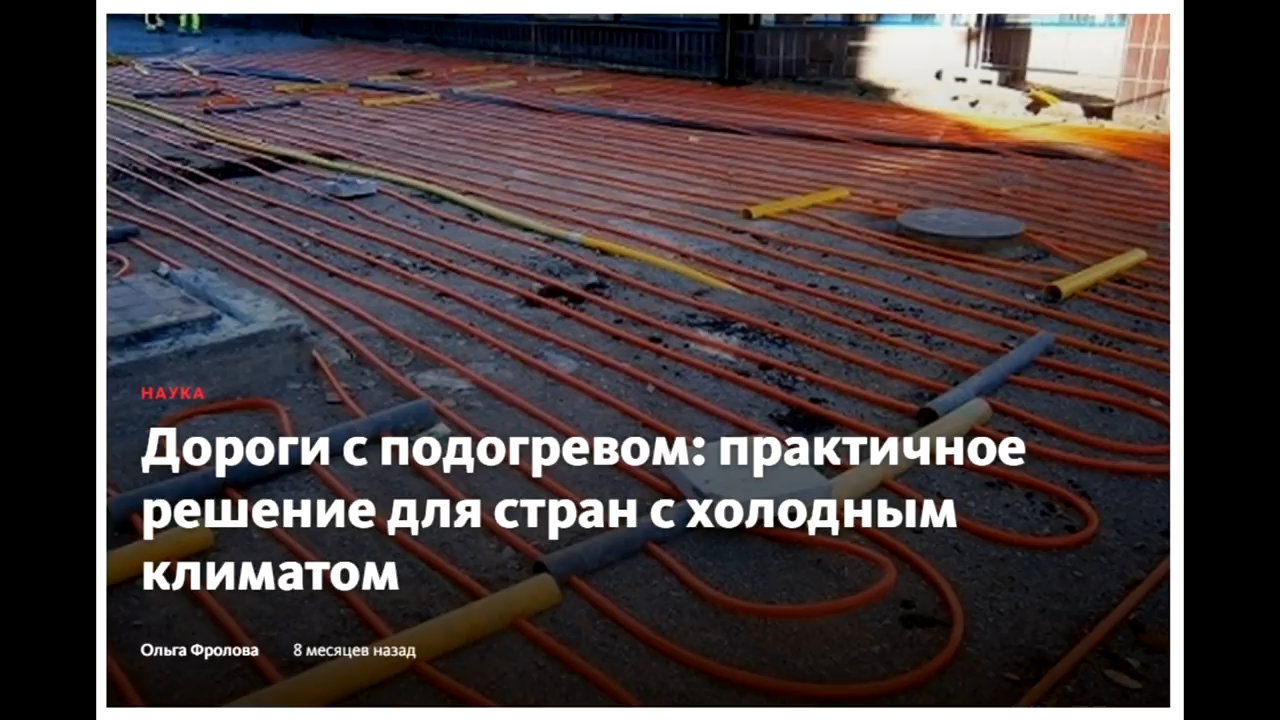 НАУКА
Дороги с подогревом: практичное
решение для стран с холодным
климатом
Ольга Фролова 8 месяцев назад